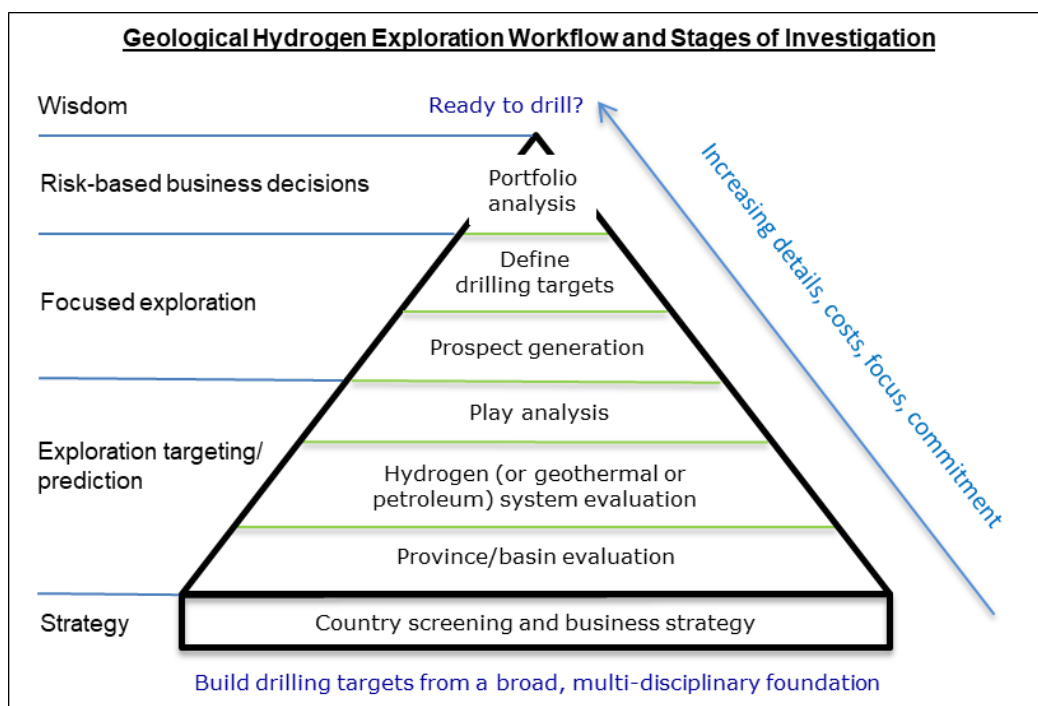 Geological Hydrogen Exploration Workflow and Stages of Investigation
Wisdom
Ready to drill?
Risk-based business decisions
Portfolio
analysis
Focused exploration
Define
drilling targets
Prospect generation
Exploration targeting/
prediction
Play analysis
Hydrogen (or geothermal or
petroleum) system evaluation
Province/basin evaluation
Strategy
Country screening and business strategy
Increasing details, costs, focus, commitment
Build drilling targets from a broad, multi-disciplinary foundation